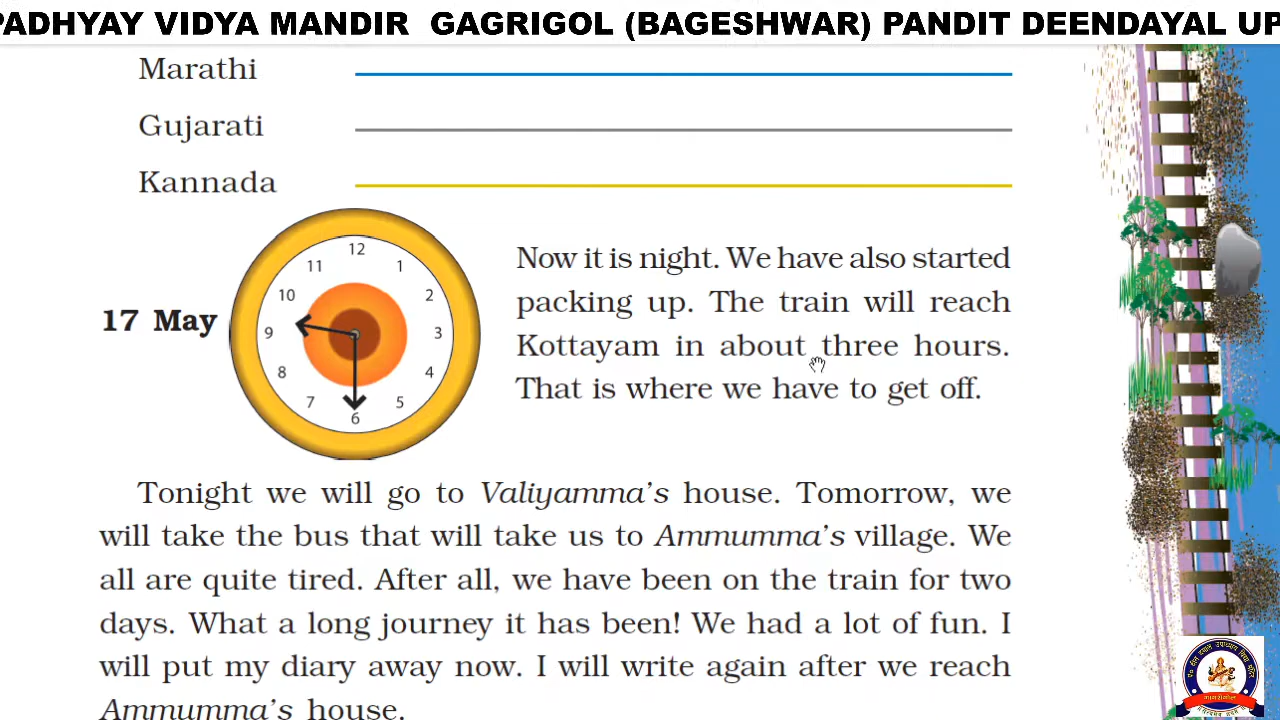 PADHYAY VIDYA MANDIR GAGRIGOL (BAGESHWAR) PANDIT DEENDAYAL UP
Marathi
Gujarati
Kannada
12
11 1
10 2
9 3
8 4
7 5
6
17 May
Now it is night. We have also started
packing up. The train will reach
Kottayam in about three hours.
That is where we have to get off.
Tonight we will go to Valiyamma's house. Tomorrow, we
will take the bus that will take us to Ammumma's village. We
all are quite tired. After all, we have been on the train for two
days. What a long journey it has been! We had a lot of fun. I
will put my diary away now. I will write again after we reach
Ammumma's house.